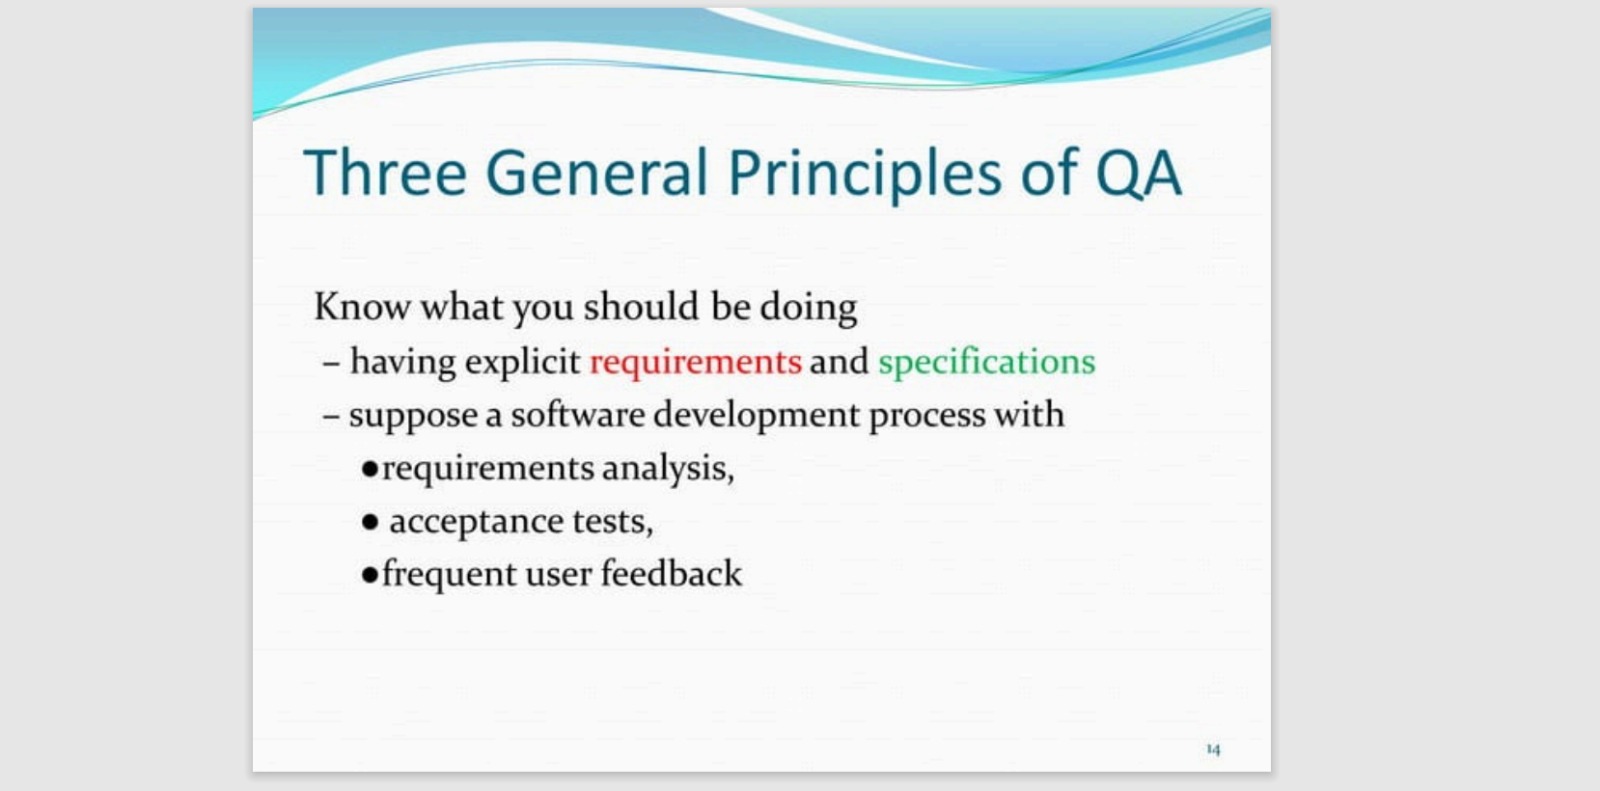 Three General Principles of QA
Know what you should be doing
– having explicit requirements and specifications
– suppose a software development process with
●requirements analysis,
● acceptance tests,
●frequent user feedback
14